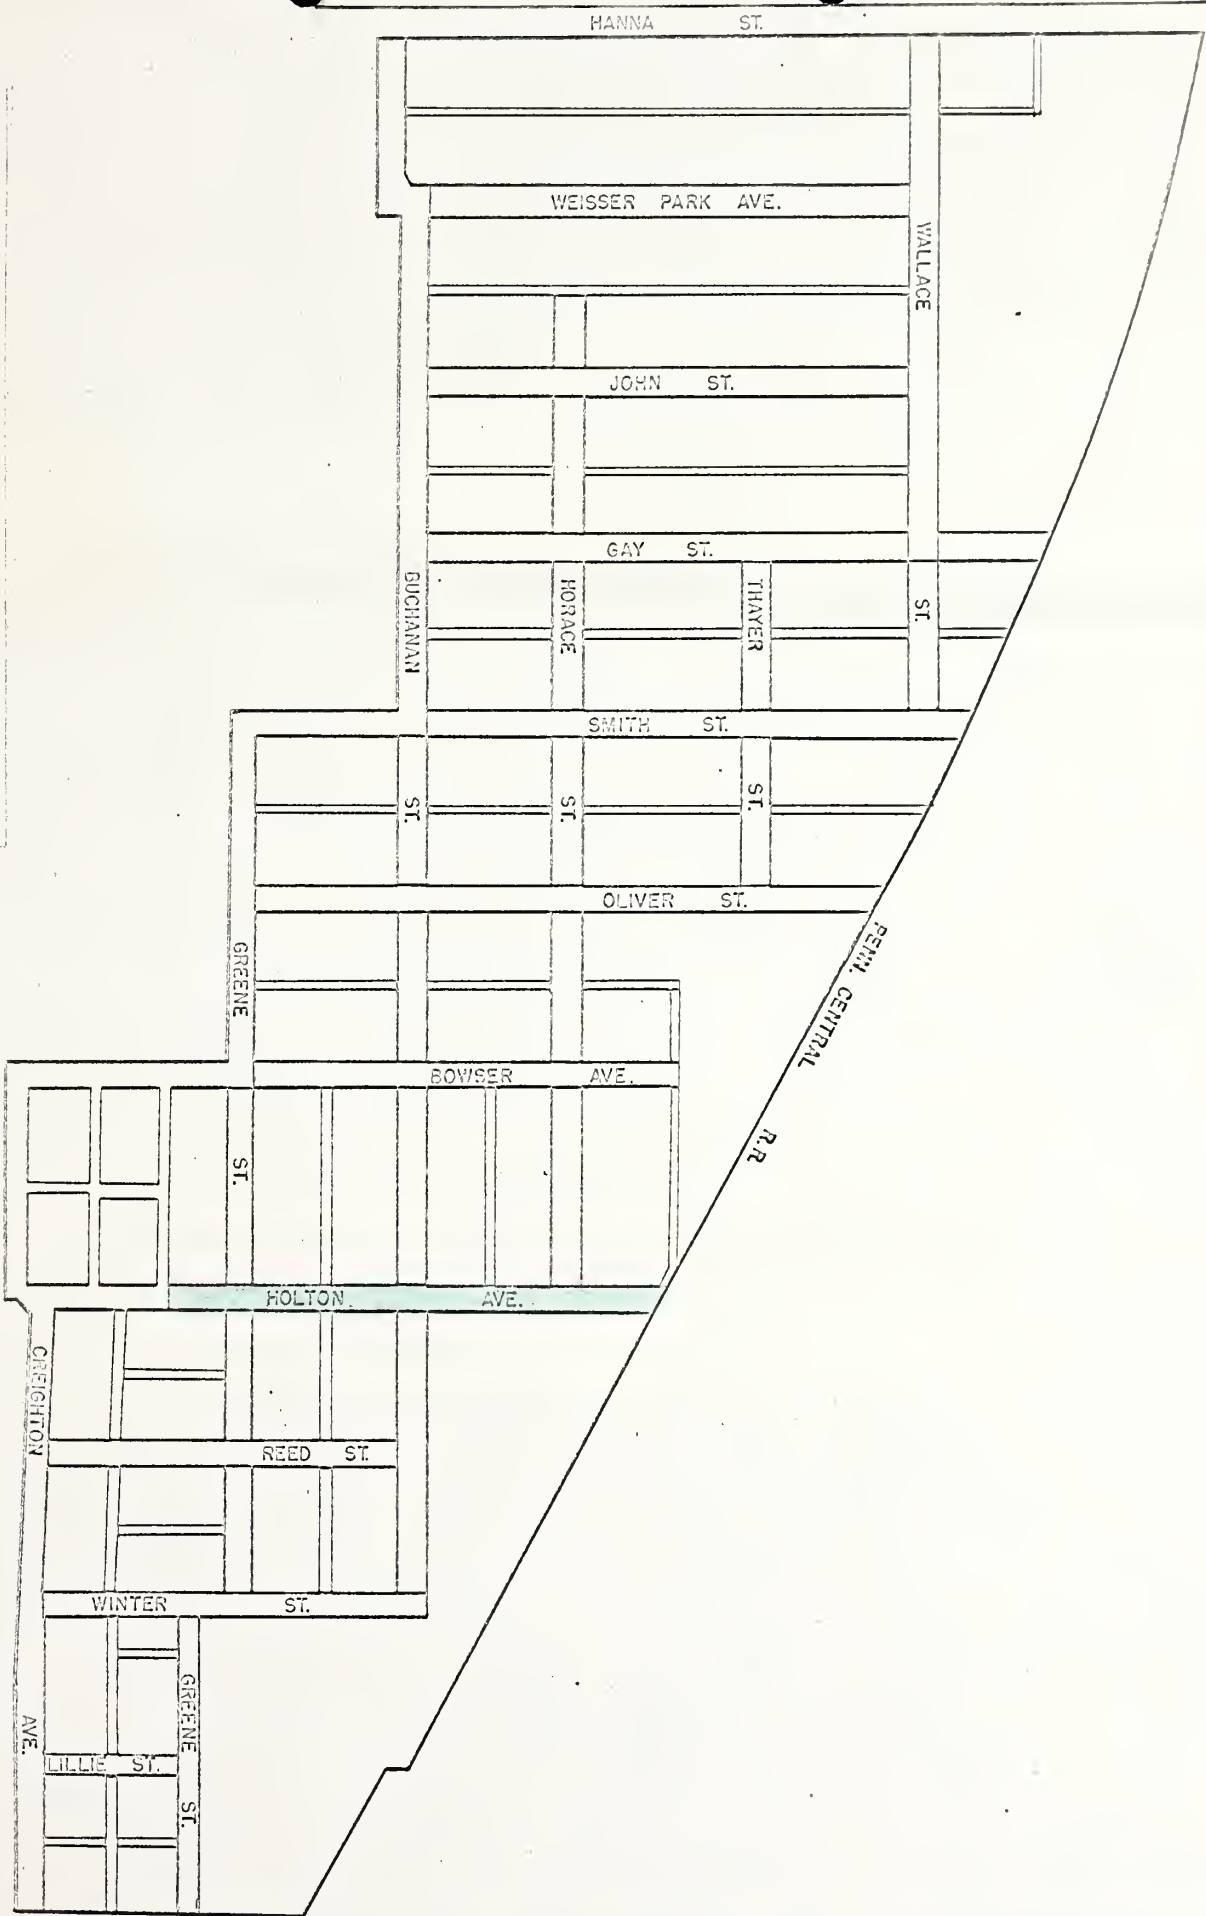 HANNA ST.
WEISSER PARK AVE.
WALLACE ST.
JOHN ST.
GAY ST.
BUCHANAN ST.
HORACE ST.
THAYER ST.
SMITH ST.
OLIVER ST.
PENN. CENTRAL R.R.
GREENE ST.
BOWSER AVE.
HOLTON AVE.
CREIGHTON AVE.
REED ST.
WINTER ST.
GREENE ST.
LILLIE ST.